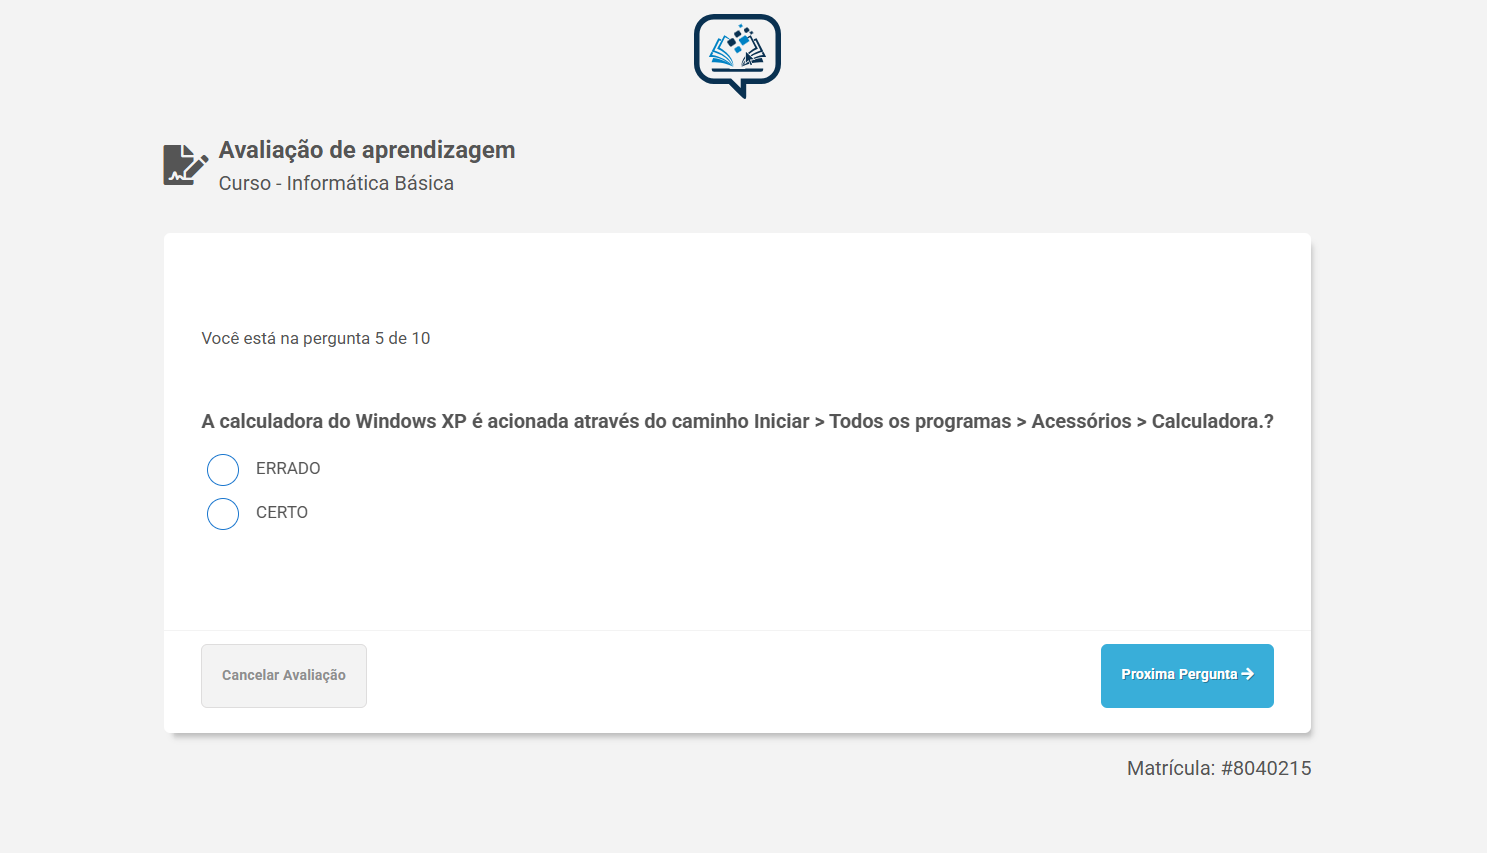 Avaliação de aprendizagem
Curso - Informática Básica
Você está na pergunta 5 de 10
A calculadora do Windows XP é acionada através do caminho Iniciar > Todos os programas > Acessórios > Calculadora.?
ERRADO
CERTO
Cancelar Avaliação
Proxima Pergunta
Matrícula: #8040215